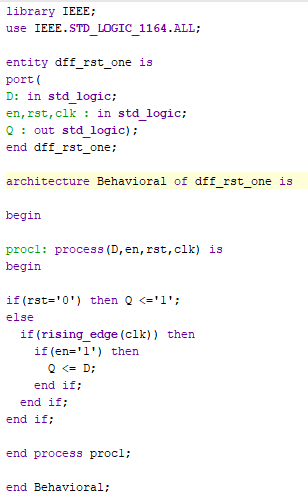 library IEEE;
use IEEE.STD_LOGIC_1164.ALL;
entity dff_rst_one is
port(
D: in std_logic;
en,rst,clk : in std_logic;
Q : out std_logic);
end dff_rst_one;
architecture Behavioral of dff_rst_one is
begin
proc1: process(D,en,rst,clk) is
begin
if(rst='0') then Q <='1';
else
if(rising_edge(clk)) then
if(en='1') then
Q <= D;
end if;
end if;
end if;
end process proc1;
end Behavioral;